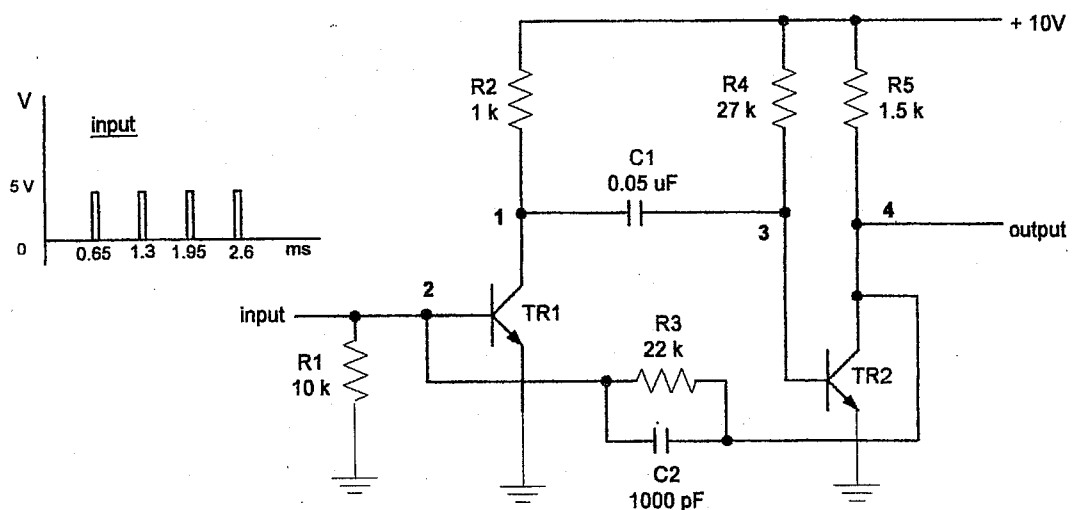 + 10V
R2
1 k
R4
27 k
R5
1.5 k
V
input
5 V
0
0.65 1.3 1.95 2.6 ms
C1
0.05 uF
1
3
4
output
2
input
TR1
R1
10 k
R3
22 k
TR2
C2
1000 pF